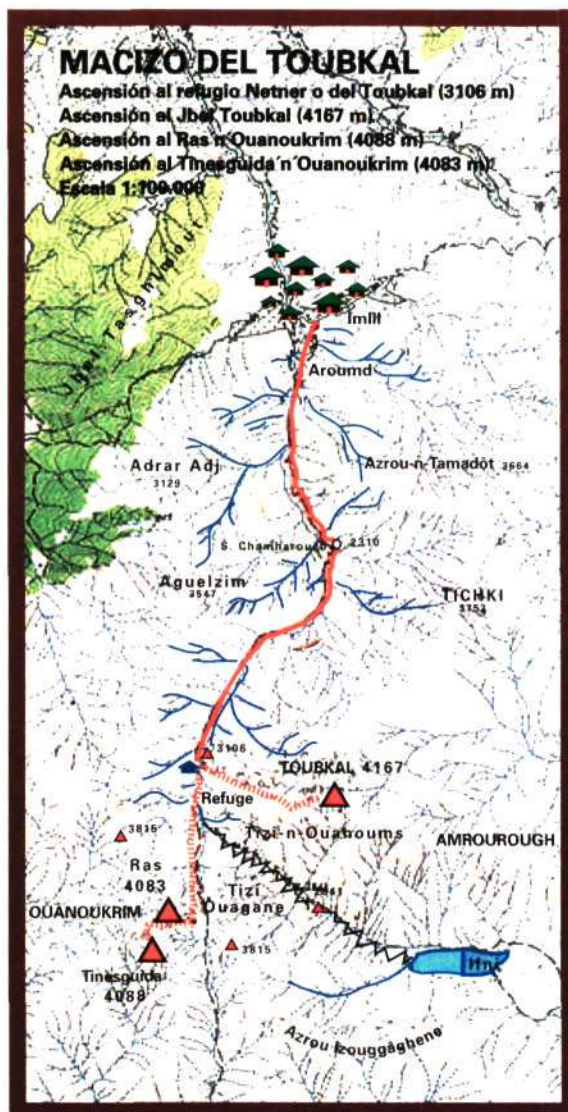 MACIZO DEL TOUBKAL
Ascensión al refugio Netner o del Toubkal (3106 m)
Ascensión al Jbel Toubkal (4167 m)
Ascensión al Ras n´Ouanoukrim (4088 m)
Ascensión al Tinesguida n´Ouanoukrim (4083 m)
Escala 1:100.000
Imlil
Aroumd
Adrar Adj
3129
Azrou-n-Tamadot 3664
S. Chamharouch 2310
Aguelzim
3547
TICHKI
3753
3106
TOUBKAL 4167
Refuge
3815
Tizi-n-Ouanoums
AMROUROUGH
Ras
4083
Tizi
Ouagane
OUANOUKRIM
3815
Tinesguida
4088
Ifni
Azrou Izouggaghene